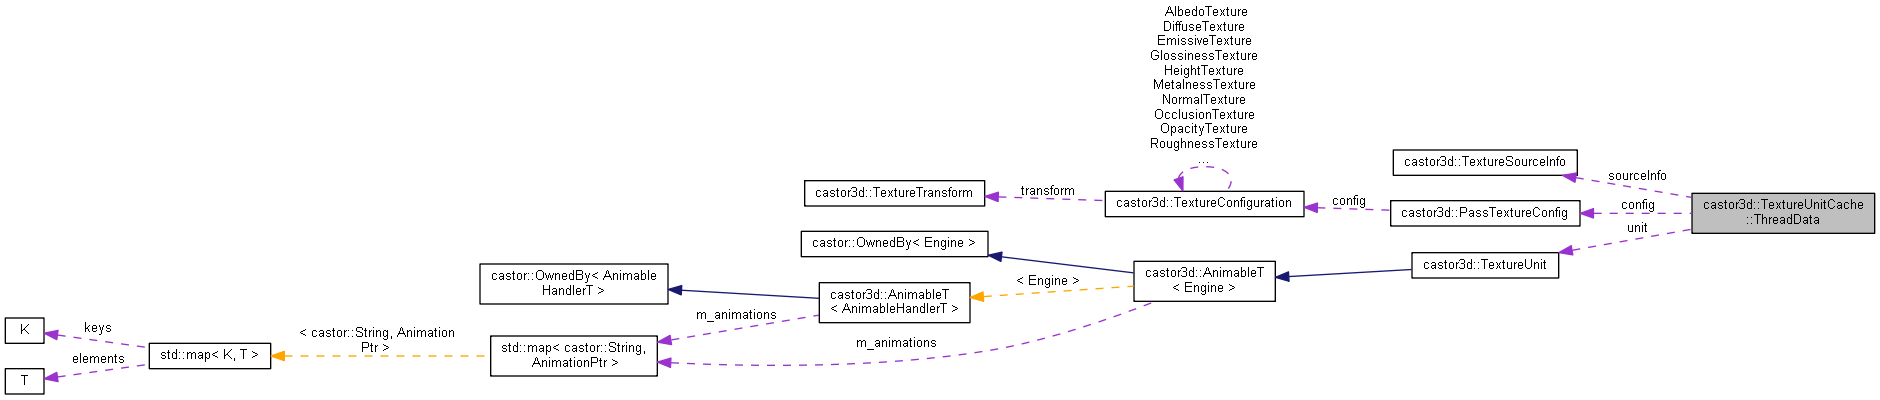 AlbedoTexture
DiffuseTexture
EmissiveTexture
GlossinessTexture
HeightTexture
MetalnessTexture
NormalTexture
OcclusionTexture
OpacityTexture
RoughnessTexture
...
castor3d::TextureSourceInfo
sourceInfo
castor3d::TextureTransform
transform
castor3d::TextureConfiguration
config
castor3d::PassTextureConfig
config
castor3d::TextureUnitCache
::ThreadData
unit
castor::OwnedBy< Engine >
castor3d::TextureUnit
castor::OwnedBy< Animable
HandlerT >
castor3d::AnimableT
< AnimableHandlerT >
< Engine >
castor3d::AnimableT
< Engine >
m_animations
m_animations
K
keys
elements
T
std::map< K, T >
< castor::String, Animation
Ptr >
std::map< castor::String,
AnimationPtr >